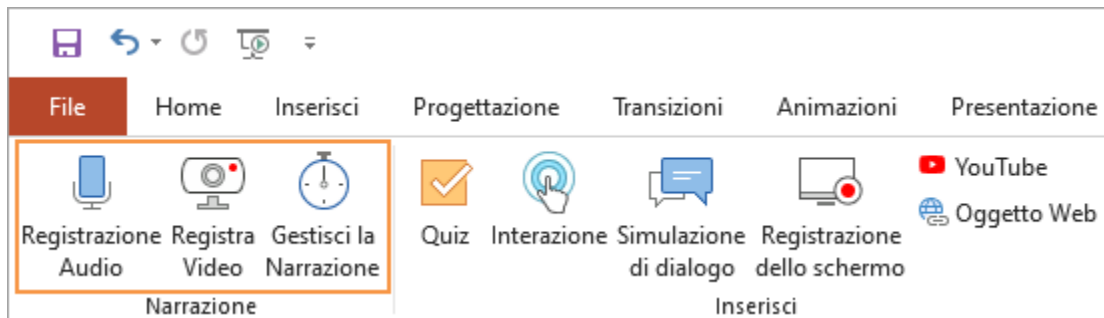 File Home Inserisci Progettazione Transizioni Animazioni Presentazione
Registrazione Audio
Registra Video
Gestisci la Narrazione
Narrazione
Quiz
Interazione
Simulazione di dialogo
Registrazione dello schermo
YouTube
Oggetto Web
Inserisci